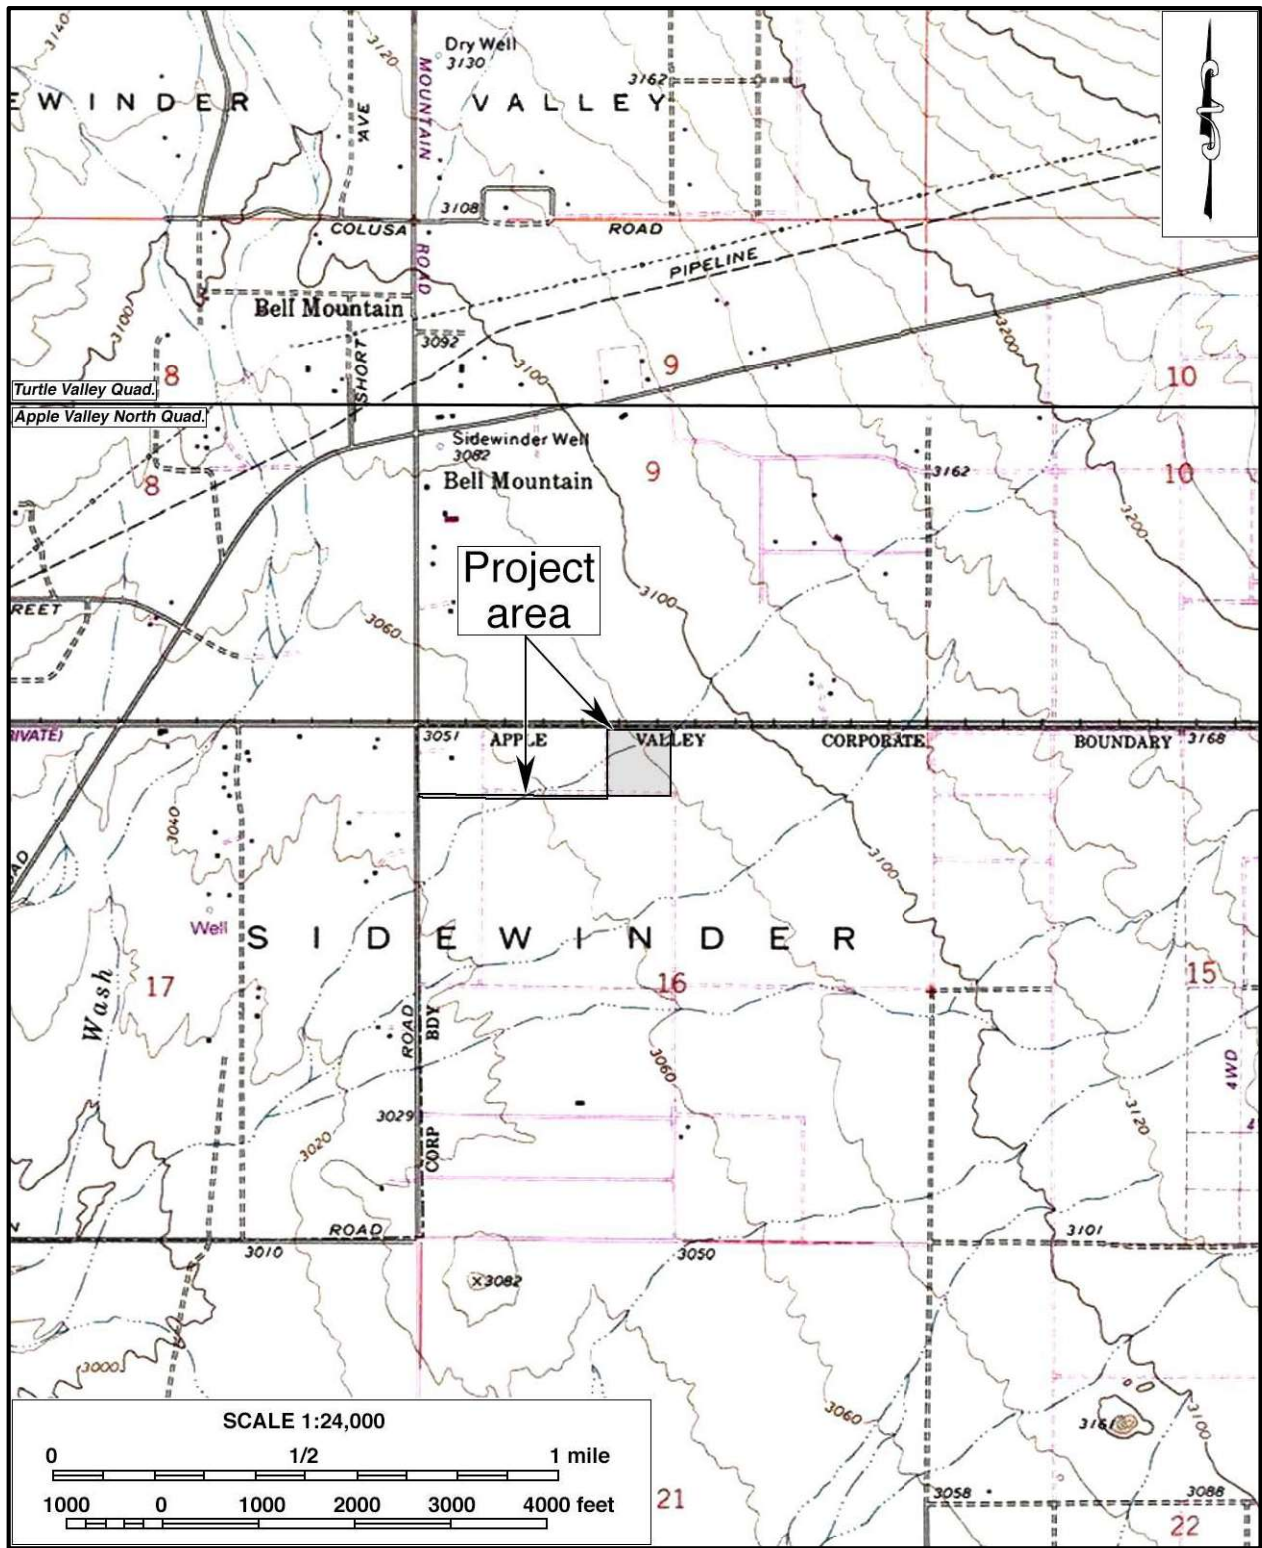 3140
3120
Dry Well
3130
3162
EWINDER
VALLEY
AVE
MOUNTAIN
3108
COLUSA
ROAD
ROAD
PIPELINE
Bell Mountain
3100
3092
SHORT
3100
3200
8
9
10
Turtle Valley Quad.
Apple Valley North Quad.
Sidewinder Well
3082
Bell Mountain
8
9
3162
10
3200
Project
area
3100
REET
3060
RIVATE)
3051
APPLE
VALLEY
CORPORATE
BOUNDARY
3168
3040
AD
3100
Well
SIDEWINDER
Wash
17
16
15
ROAD
BDY
3060
4WD
3029
CORP
3020
3120
4
N
ROAD
3010
3050
3101
x3082
3000
3060
3161
3100
SCALE 1:24,000
0
1/2
1 mile
1000
0
1000
2000
3000
4000 feet
21
3058
3088
22